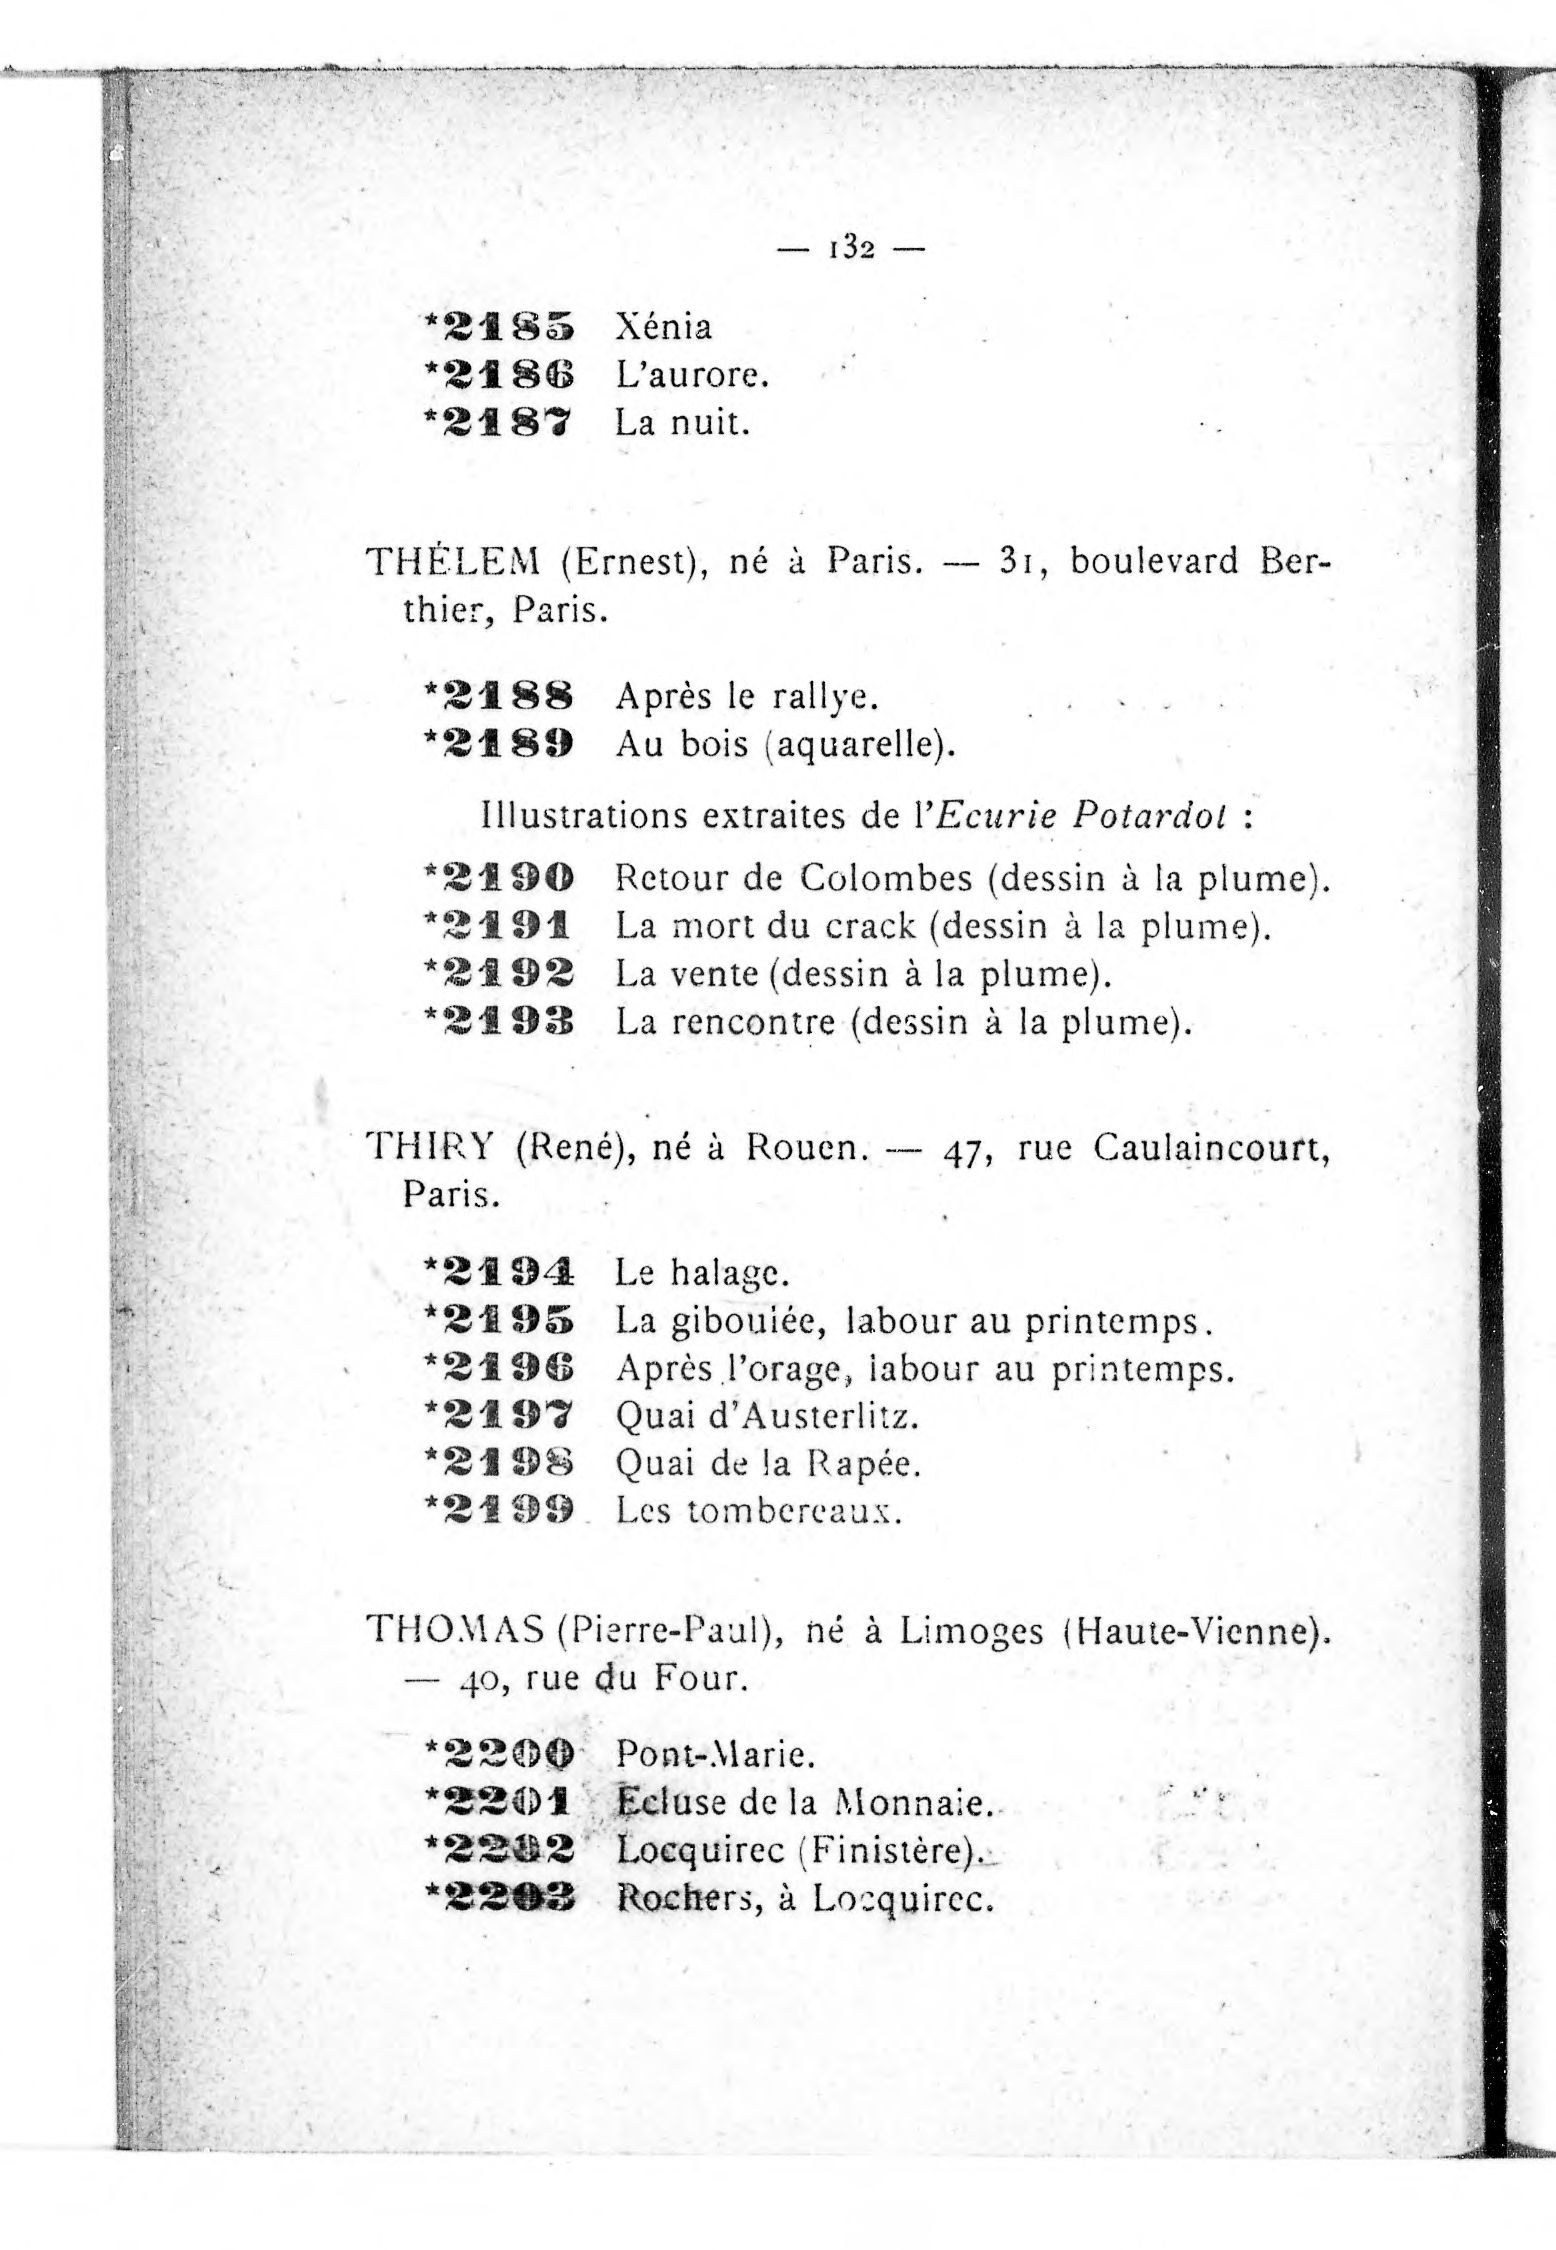 — 132 —
*2185 Xénia
*2186 L'aurore.
*2187 La nuit.
THÉLEM (Ernest), né à Paris. — 31, boulevard Ber-
thier, Paris.
*2188 Après le rallye.
*2189 Au bois (aquarelle).
Illustrations extraites de l'Ecurie Potardot :
*2190 Retour de Colombes (dessin à la plume).
*2191 La mort du crack (dessin à la plume).
*2192 La vente (dessin à la plume).
*2193 La rencontre (dessin à la plume).
THIRY (René), né à Rouen. — 47, rue Caulaincourt,
Paris.
*2194 Le halage.
*2195 La giboulée, labour au printemps.
*2196 Après l'orage, labour au printemps.
*2197 Quai d'Austerlitz.
*2198 Quai de la Rapée.
*2199 Les tombereaux.
THOMAS (Pierre-Paul), né à Limoges (Haute-Vienne).
— 40, rue du Four.
*2200 Pont-Marie.
*2201 Ecluse de la Monnaie.
*2202 Locquirec (Finistère).
*2203 Rochers, à Locquirec.